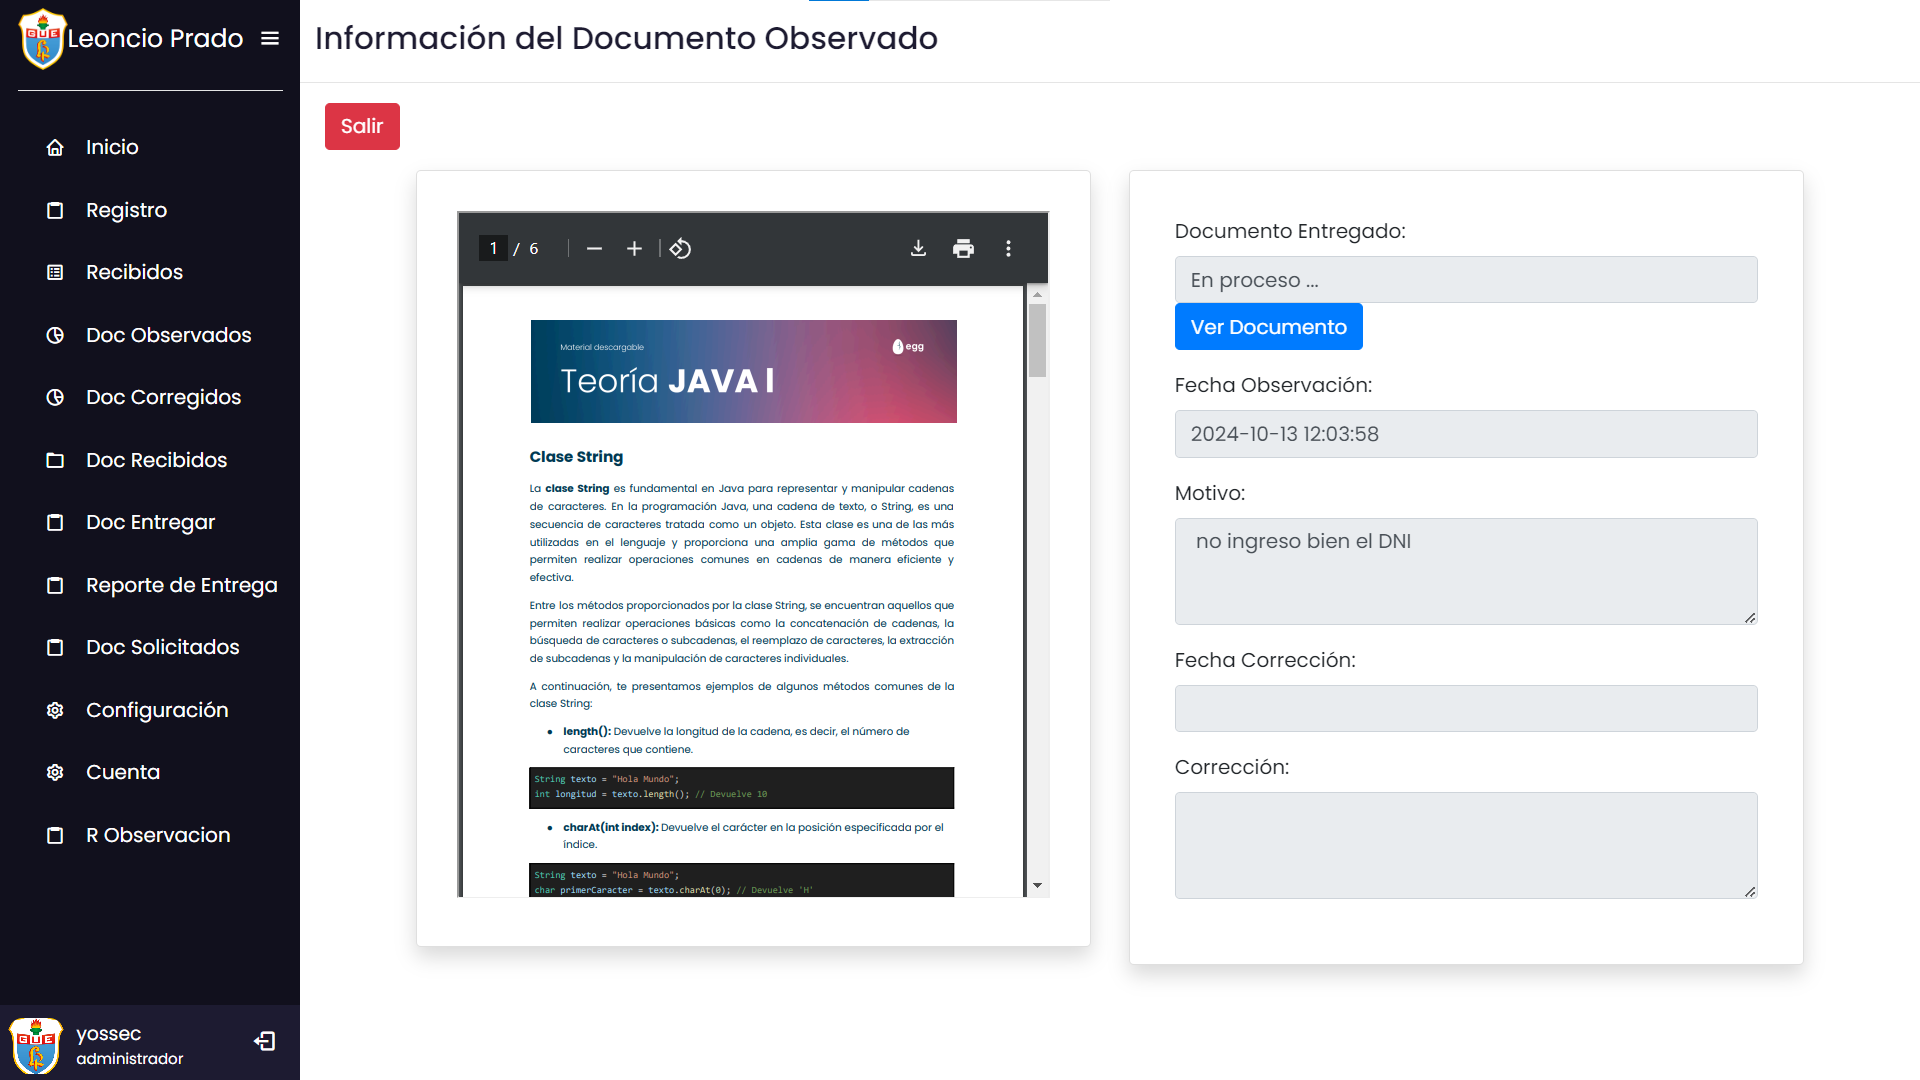 Leoncio Prado
Inicio
Registro
Recibidos
Doc Observados
Doc Corregidos
Doc Recibidos
Doc Entregar
Reporte de Entrega
Doc Solicitados
Configuración
Cuenta
R Observacion
yossec
administrador
Información del Documento Observado
Salir
1 / 6
Material descargable
egg
Teoría JAVA I
Clase String
La clase String es fundamental en Java para representar y manipular cadenas
de caracteres. En la programación Java, una cadena de texto, o String, es una
secuencia de caracteres tratada como un objeto. Esta clase es una de las más
utilizadas en el lenguaje y proporciona una amplia gama de métodos que
permiten realizar operaciones comunes en cadenas de manera eficiente y
efectiva.
Entre los métodos proporcionados por la clase String, se encuentran aquellos que
permiten realizar operaciones básicas como la concatenación de cadenas, la
búsqueda de caracteres o subcadenas, el reemplazo de caracteres, la extracción
de subcadenas y la manipulación de caracteres individuales.
A continuación, te presentamos ejemplos de algunos métodos comunes de la
clase String:
• length(): Devuelve la longitud de la cadena, es decir, el número de
caracteres que contiene.
String texto = "Hola Mundo";
int longitud = texto.length(); // Devuelve 10
• charAt(int index): Devuelve el carácter en la posición especificada por el
índice.
String texto = "Hola Mundo";
char primerCaracter = texto.charAt(0); // Devuelve 'H'
Documento Entregado:
En proceso ...
Ver Documento
Fecha Observación:
2024-10-13 12:03:58
Motivo:
no ingreso bien el DNI
Fecha Corrección:
Corrección:
GUE
GUE